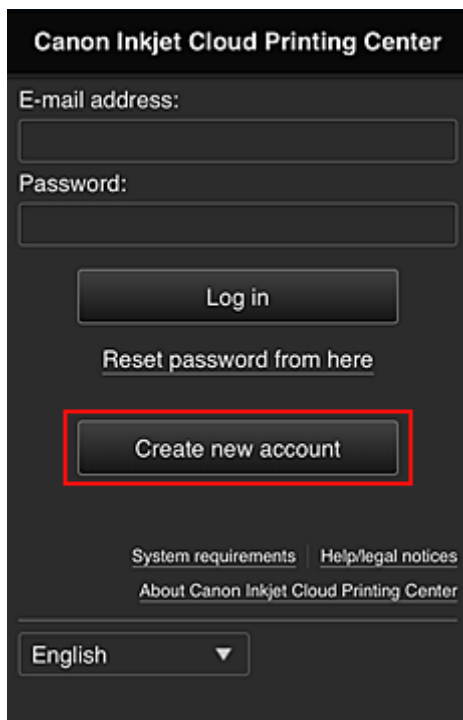 Canon Inkjet Cloud Printing Center
E-mail address:
Password:
Log in
Reset password from here
Create new account
System requirements Help/legal notices
About Canon Inkjet Cloud Printing Center
English